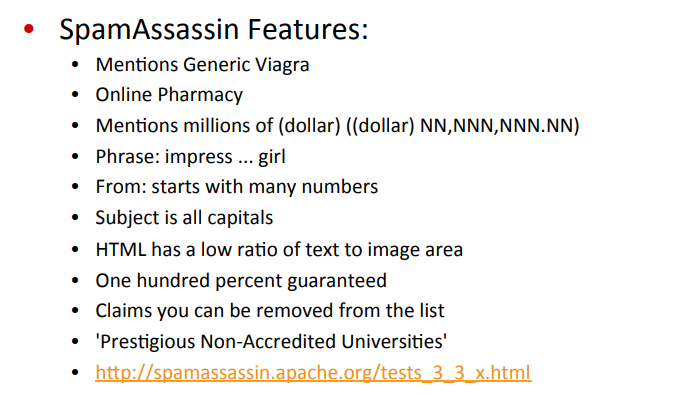 • SpamAssassin Features:
• Mentions Generic Viagra
• Online Pharmacy
• Mentions millions of (dollar) ((dollar) NN,NNN,NNN.NN)
• Phrase: impress ... girl
• From: starts with many numbers
• Subject is all capitals
• HTML has a low ratio of text to image area
• One hundred percent guaranteed
• Claims you can be removed from the list
• 'Prestigious Non-Accredited Universities'
• http://spamassassin.apache.org/tests_3_3_x.html